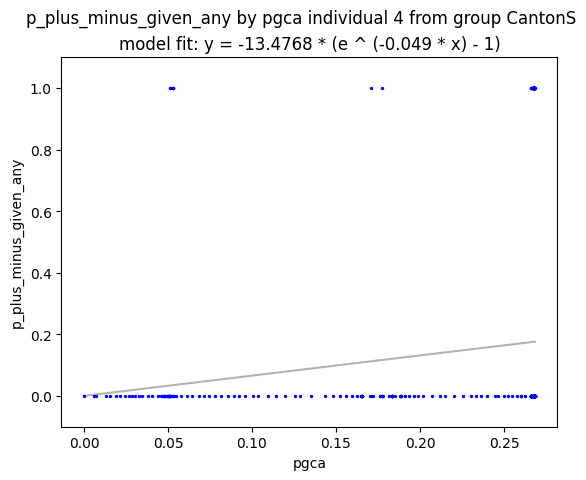 p_plus_minus_given_any by pgca individual 4 from group CantonS
model fit: y = -13.4768 * (e ^ (-0.049 * x) - 1)
1.0
0.8
0.6
0.4
0.2
0.0
p_plus_minus_given_any
0.00 0.05 0.10 0.15 0.20 0.25
pgca